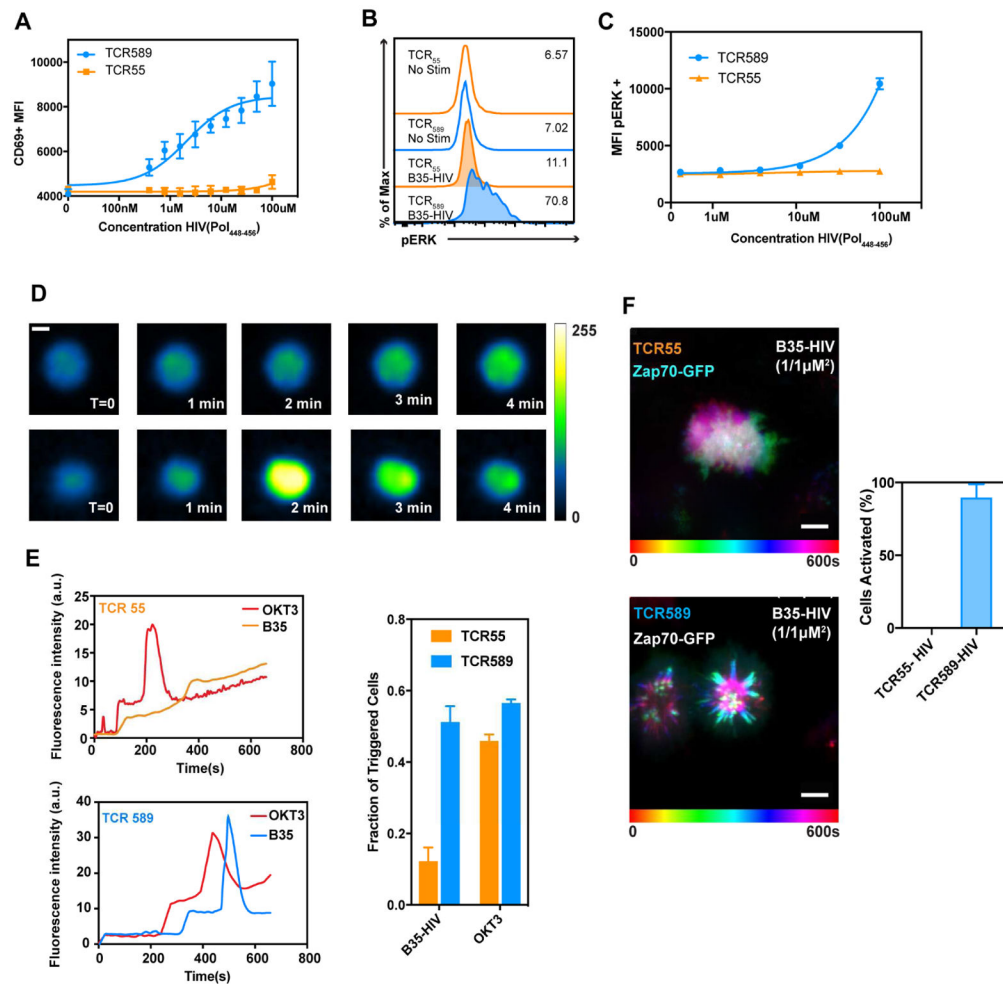 A
TCR589
TCR55
CD69+ MFI
10000
8000
6000
4000
0
100nM
1uM
10uM
100uM
Concentration HIV(Pol448-456)
B
% of Max
TCR55
No Stim
6.57
TCR589
No Stim
7.02
TCR55
B35-HIV
11.1
TCR589
B35-HIV
70.8
pERK
C
TCR589
TCR55
MFI pERK +
15000
10000
5000
0
0
1uM
10uM
100uM
Concentration HIV(Pol448-456)
D
T=0
1 min
2 min
3 min
4 min
T=0
1 min
2 min
3 min
4 min
255
0
E
Fluorescence intensity (a.u.)
25
20
15
10
5
0
TCR 55
OKT3
B35
0
200
400
600
800
Time(s)
Fluorescence intensity (a.u.)
40
30
20
10
0
TCR 589
OKT3
B35
0
200
400
600
800
Time(s)
Fraction of Triggered Cells
0.8
0.6
0.4
0.2
0.0
TCR55
TCR589
B35-HIV
OKT3
F
TCR55
Zap70-GFP
B35-HIV
(1/1µM²)
0
600s
TCR589
Zap70-GFP
B35-HIV
(1/1µM²)
0
600s
Cells Activated (%)
100
50
0
TCR55- HIV
TCR589-HIV